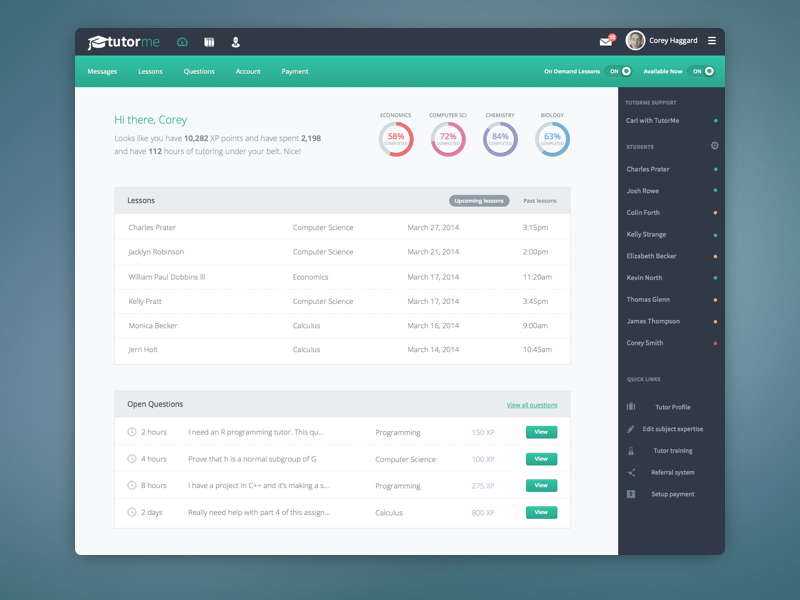 tutorme
12
Corey Haggard
Messages Lessons Questions Account Payment
On Demand Lessons ON Available Now ON
Hi there, Corey
Looks like you have 10,282 XP points and have spent 2,198
and have 112 hours of tutoring under your belt. Nice!
ECONOMICS COMPUTER SCI CHEMISTRY BIOLOGY
58% 72% 84% 63%
COMPLETED COMPLETED COMPLETED COMPLETED
Lessons Upcoming lessons Past lessons
Charles Prater Computer Science March 27, 2014 3:15pm
Jacklyn Robinson Computer Science March 21, 2014 2:00pm
William Paul Dobbins III Economics March 17, 2014 11:20am
Kelly Pratt Computer Science March 17, 2014 3:45pm
Monica Becker Calculus March 16, 2014 9:00am
Jerri Holt Calculus March 14, 2014 10:45am
Open Questions View all questions
2 hours I need an R programming tutor. This qu... Programming 150 XP View
4 hours Prove that h is a normal subgroup of G Computer Science 100 XP View
8 hours I have a project in C++ and it's making a s... Programming 275 XP View
2 days Really need help with part 4 of this assign... Calculus 800 XP View
TUTORME SUPPORT
Carl with TutorMe
STUDENTS
Charles Prater
Josh Rowe
Colin Forth
Kelly Strange
Elizabeth Becker
Kevin North
Thomas Glenn
James Thompson
Corey Smith
QUICK LINKS
Tutor Profile
Edit subject expertise
Tutor training
Referral system
Setup payment